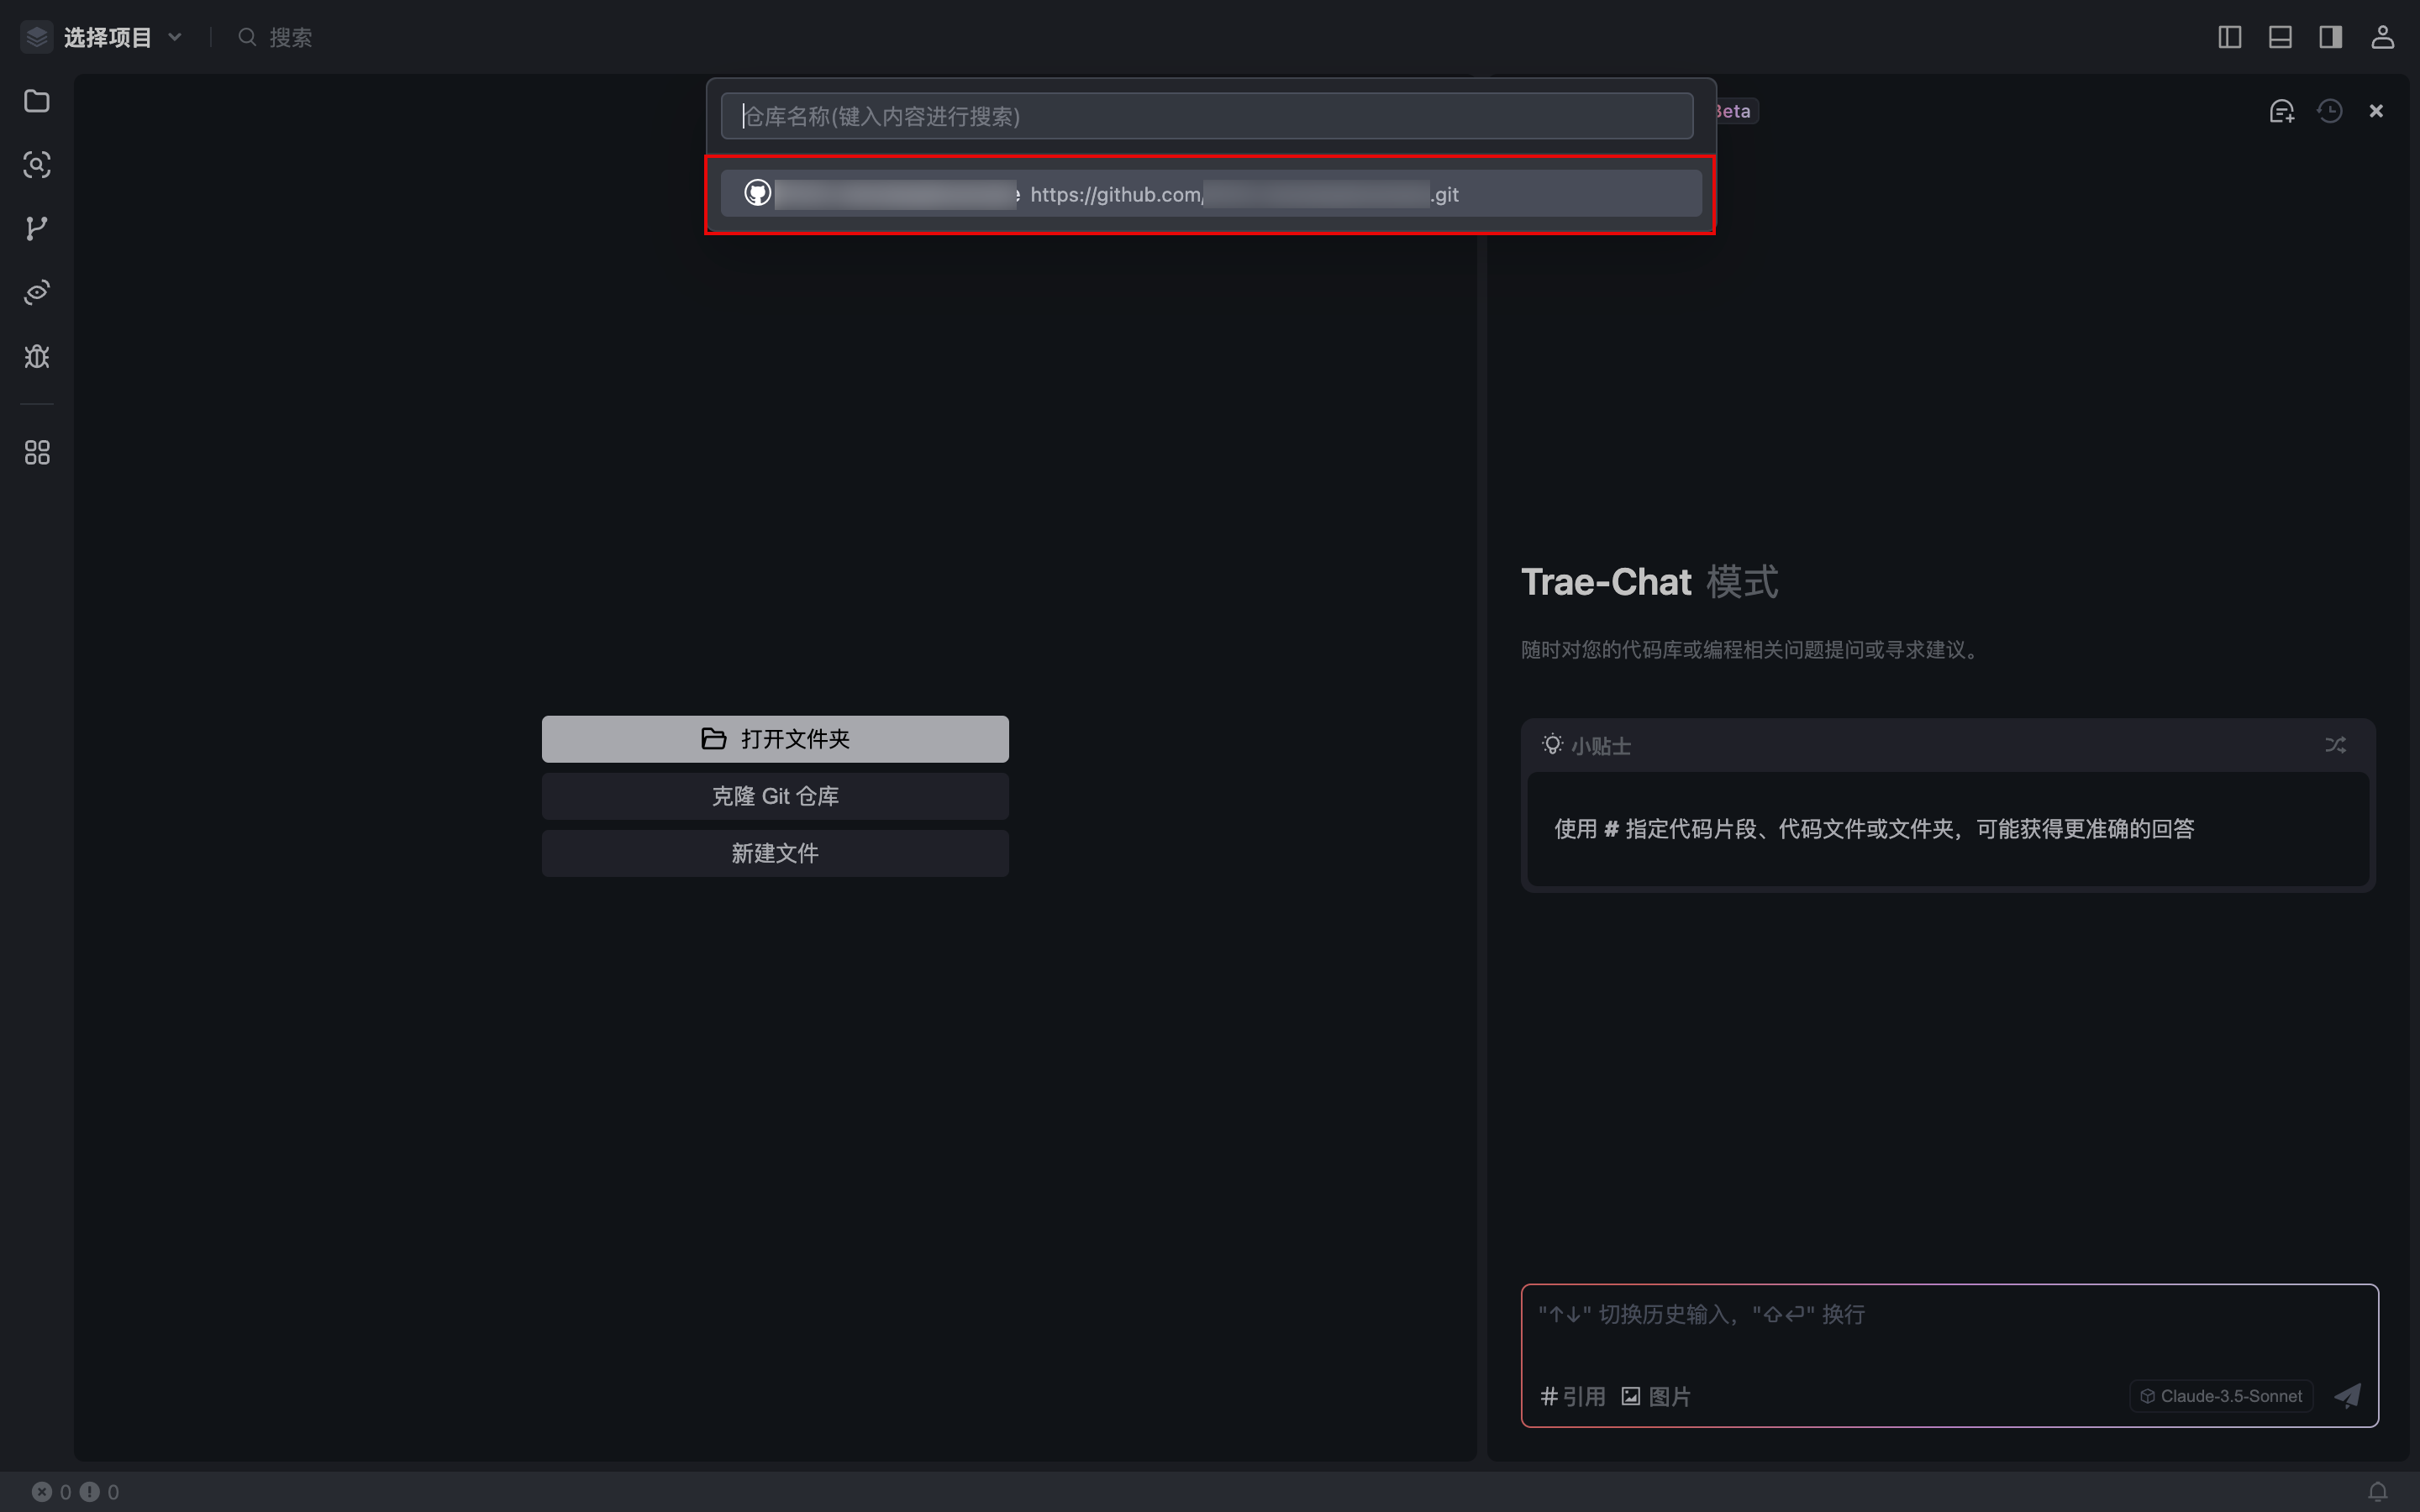 选择项目
搜索
仓库名称(键入内容进行搜索)
Beta
https://github.com/ .git
Trae-Chat 模式
随时对您的代码库或编程相关问题提问或寻求建议。
打开文件夹
克隆 Git 仓库
新建文件
小贴士
使用 # 指定代码片段、代码文件或文件夹，可能获得更准确的回答
"↑↓" 切换历史输入，"⇧⏎" 换行
引用 图片
Claude-3.5-Sonnet
0 0